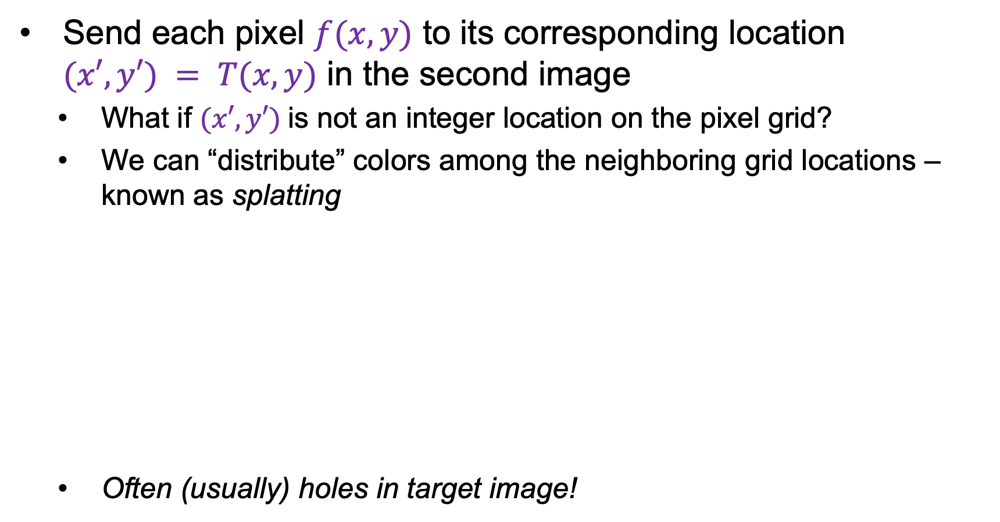 • Send each pixel f(x, y) to its corresponding location
(x′, y′) = T(x, y) in the second image
• What if (x′, y′) is not an integer location on the pixel grid?
• We can “distribute” colors among the neighboring grid locations –
known as splatting
• Often (usually) holes in target image!